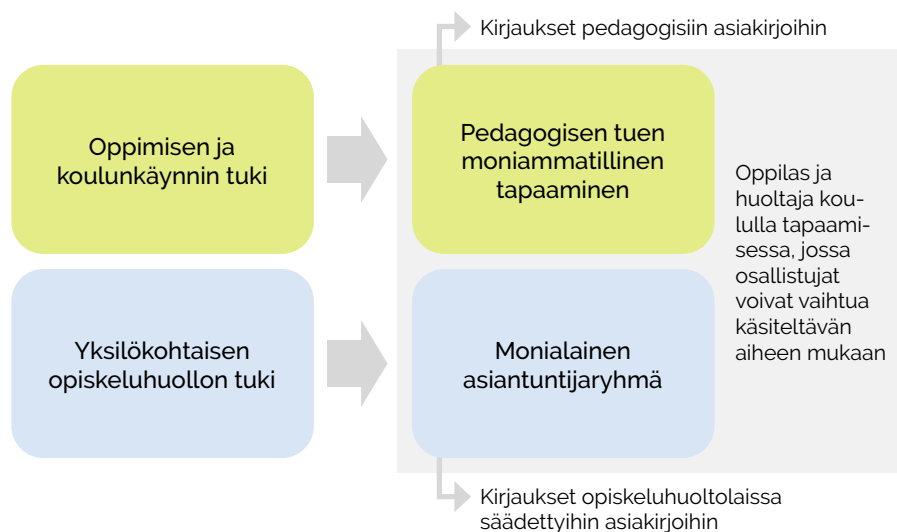 Kirjaukset pedagogisiin asiakirjoihin
Oppimisen ja
koulunkäynnin tuki
Pedagogisen tuen
moniammatillinen
tapaaminen
Oppilas ja
huoltaja kou-
lulla tapaami-
sessa, jossa
osallistujat
voivat vaihtua
käsiteltävän
aiheen mukaan
Yksilökohtaisen
opiskeluhuollon tuki
Monialainen
asiantuntijaryhmä
Kirjaukset opiskeluhuoltolaissa
säädettyihin asiakirjoihin